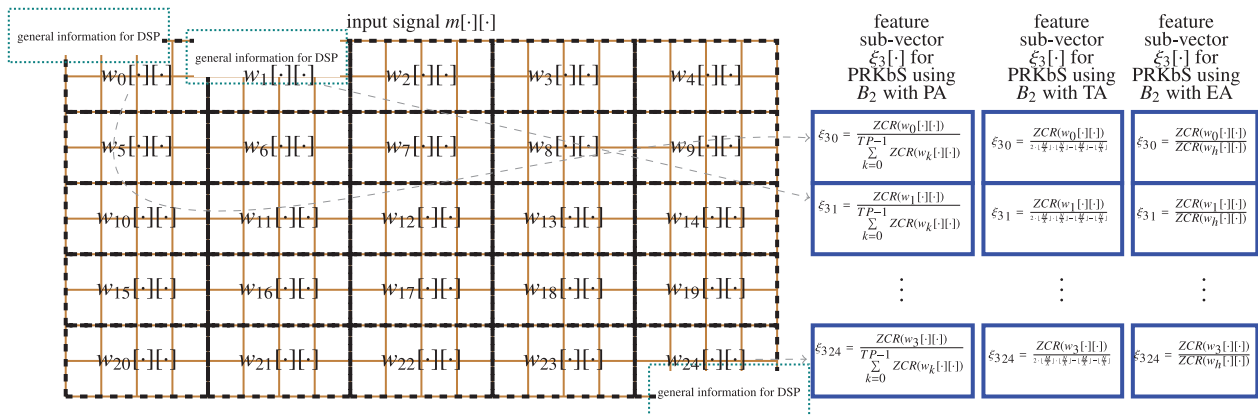 input signal m[·][·]
general information for DSP
general information for DSP
w₀[·][·] w₁[·][·] w₂[·][·] w₃[·][·] w₄[·][·]
w₅[·][·] w₆[·][·] w₇[·][·] w₈[·][·] w₉[·][·]
w₁₀[·][·] w₁₁[·][·] w₁₂[·][·] w₁₃[·][·] w₁₄[·][·]
w₁₅[·][·] w₁₆[·][·] w₁₇[·][·] w₁₈[·][·] w₁₉[·][·]
w₂₀[·][·] w₂₁[·][·] w₂₂[·][·] w₂₃[·][·] w₂₄[·][·]
general information for DSP
feature
sub-vector
ξ₃[·] for
PRKbS using
B₂ with PA
ξ₃₀ = ZCR(w₀[·][·]) / ∑_{k=0}^{TP−1} ZCR(wₖ[·][·])
ξ₃₁ = ZCR(w₁[·][·]) / ∑_{k=0}^{TP−1} ZCR(wₖ[·][·])
⋮
ξ₃₂₄ = ZCR(w₃[·][·]) / ∑_{k=0}^{TP−1} ZCR(wₖ[·][·])
feature
sub-vector
ξ₃[·] for
PRKbS using
B₂ with TA
ξ₃₀ = ZCR(w₀[·][·])
ξ₃₁ = ZCR(w₁[·][·])
⋮
ξ₃₂₄ = ZCR(w₃[·][·])
feature
sub-vector
ξ₃[·] for
PRKbS using
B₂ with EA
ξ₃₀ = ZCR(w₀[·][·]) / ZCR(wₕ[·][·])
ξ₃₁ = ZCR(w₁[·][·]) / ZCR(wₕ[·][·])
⋮
ξ₃₂₄ = ZCR(w₃[·][·]) / ZCR(wₕ[·][·])